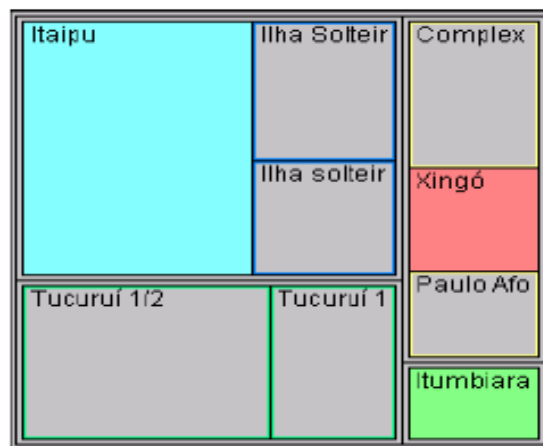 Itaipu
Ilha Solteir
Ilha solteir
Tucuruí 1/2
Tucuruí 1
Complex
Xingó
Paulo Afo
Itumbiara